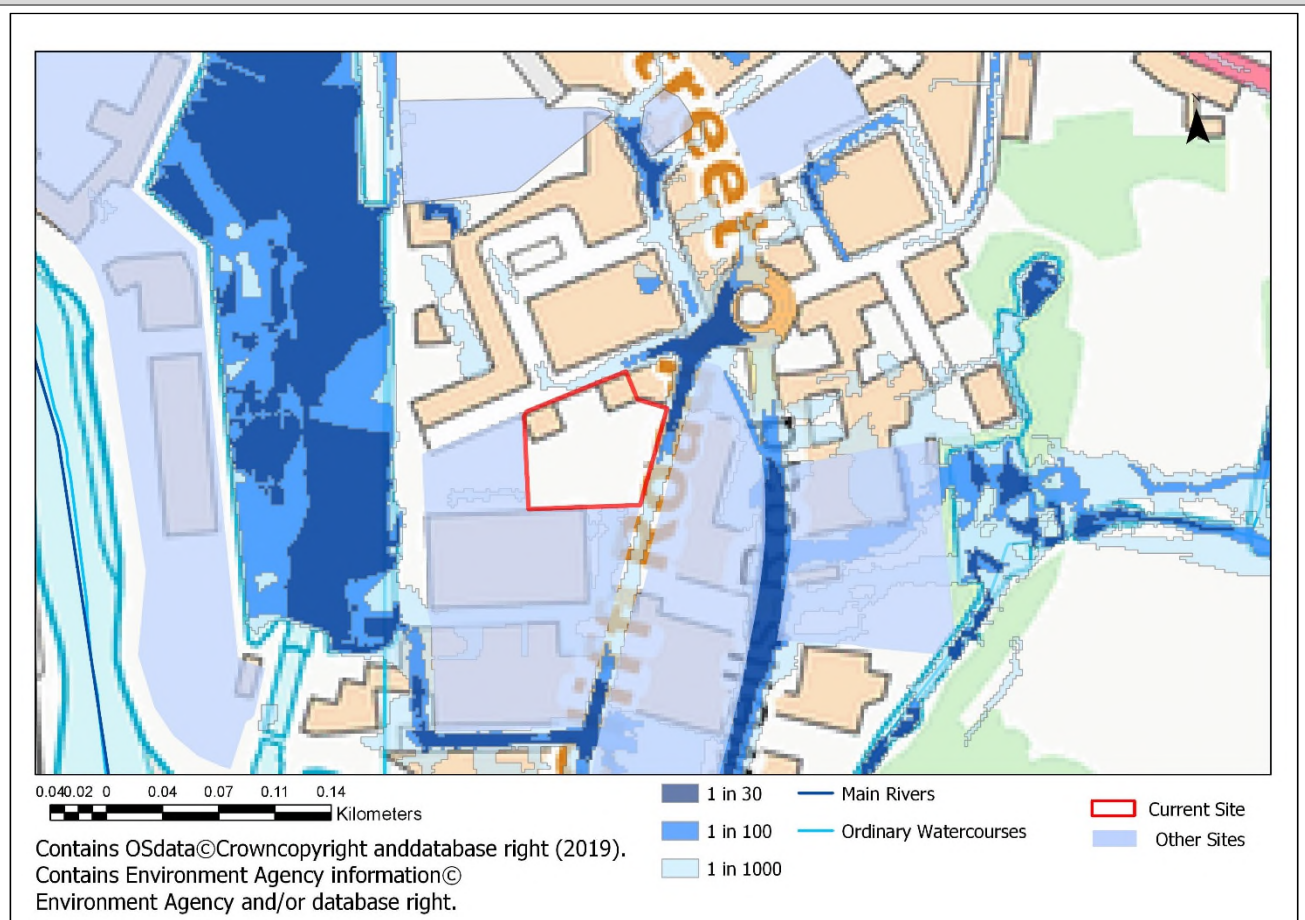 treet
0.04
0.02
0
0.04
0.07
0.11
0.14
Kilometers
1 in 30
1 in 100
1 in 1000
Main Rivers
Ordinary Watercourses
Current Site
Other Sites
Contains OSdata©Crowncopyright anddatabase right (2019).
Contains Environment Agency information©
Environment Agency and/or database right.